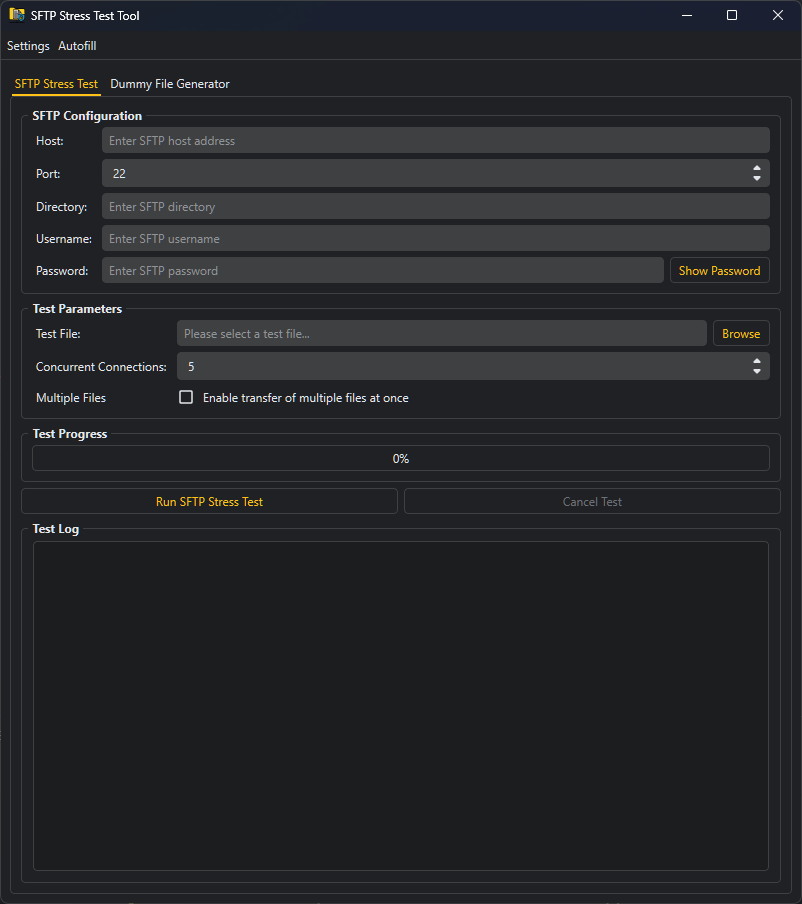 SFTP Stress Test Tool
Settings Autofill
SFTP Stress Test Dummy File Generator
SFTP Configuration
Host: Enter SFTP host address
Port: 22
Directory: Enter SFTP directory
Username: Enter SFTP username
Password: Enter SFTP password Show Password
Test Parameters
Test File: Please select a test file... Browse
Concurrent Connections: 5
Multiple Files Enable transfer of multiple files at once
Test Progress
0%
Run SFTP Stress Test Cancel Test
Test Log